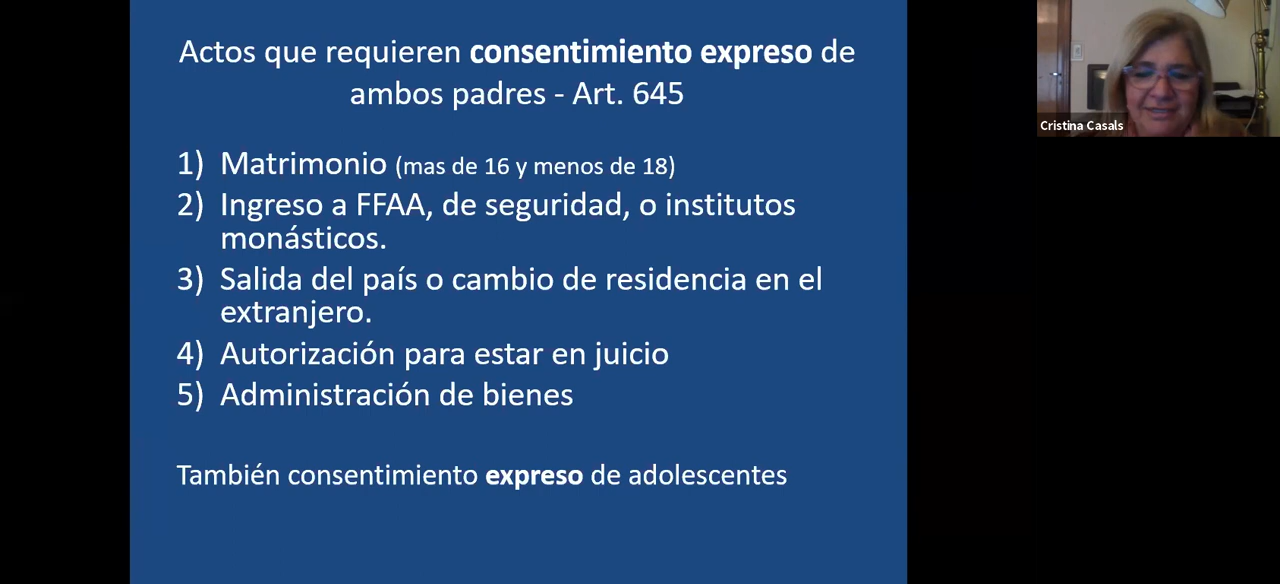 Actos que requieren consentimiento expreso de
ambos padres - Art. 645
1) Matrimonio (mas de 16 y menos de 18)
2) Ingreso a FFAA, de seguridad, o institutos
monásticos.
3) Salida del país o cambio de residencia en el
extranjero.
4) Autorización para estar en juicio
5) Administración de bienes
También consentimiento expreso de adolescentes
Cristina Casals